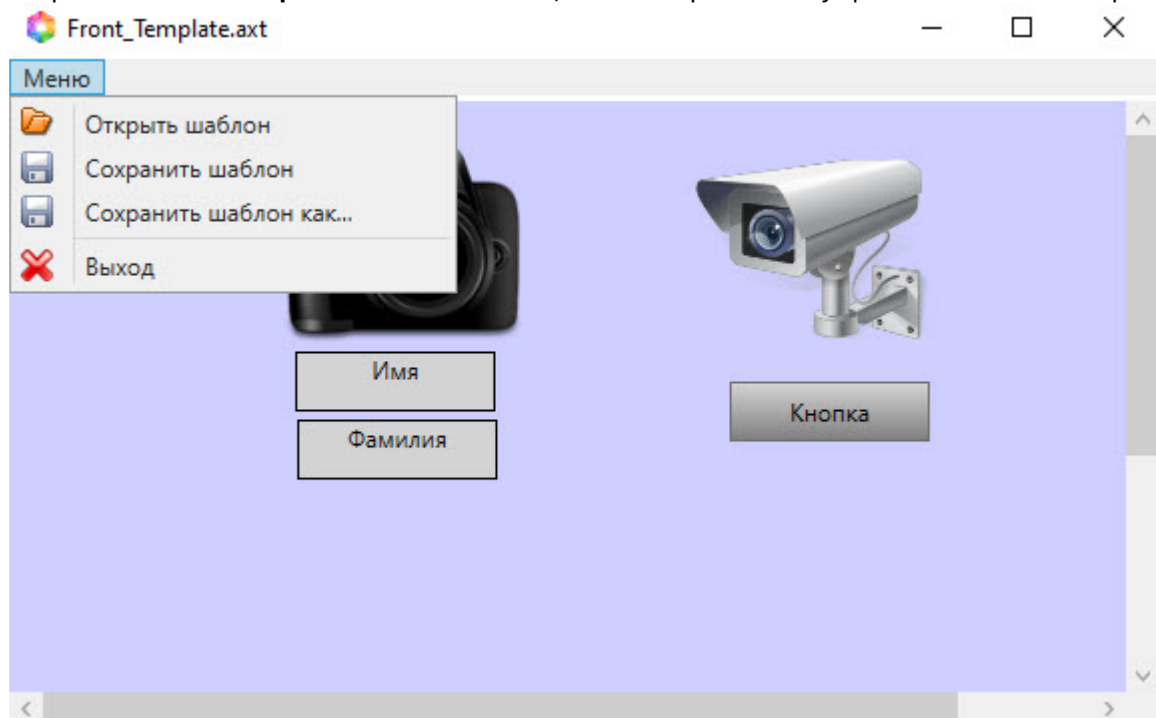 Front_Template.axt
Меню
Открыть шаблон
Сохранить шаблон
Сохранить шаблон как...
Выход
Имя
Фамилия
Кнопка